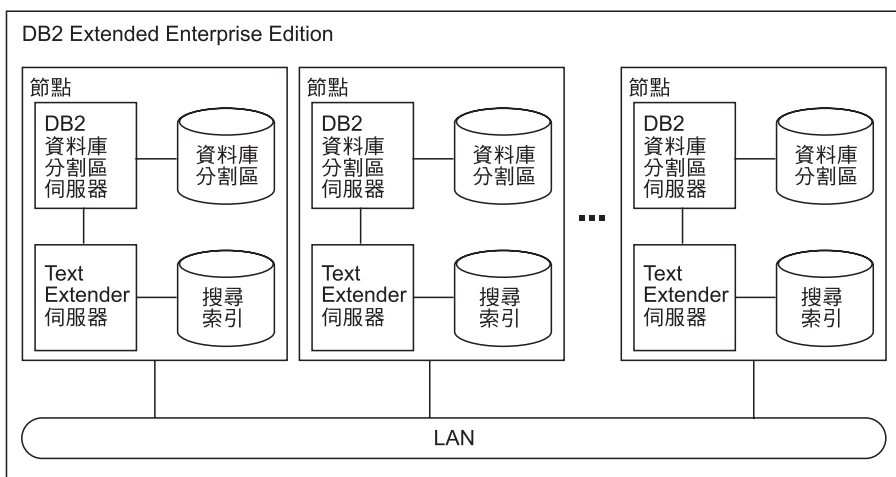 DB2 Extended Enterprise Edition
節點
DB2
資料庫
分割區
伺服器
資料庫
分割區
Text
Extender
伺服器
搜尋
索引
節點
DB2
資料庫
分割區
伺服器
資料庫
分割區
Text
Extender
伺服器
搜尋
索引
...
節點
DB2
資料庫
分割區
伺服器
資料庫
分割區
Text
Extender
伺服器
搜尋
索引
LAN